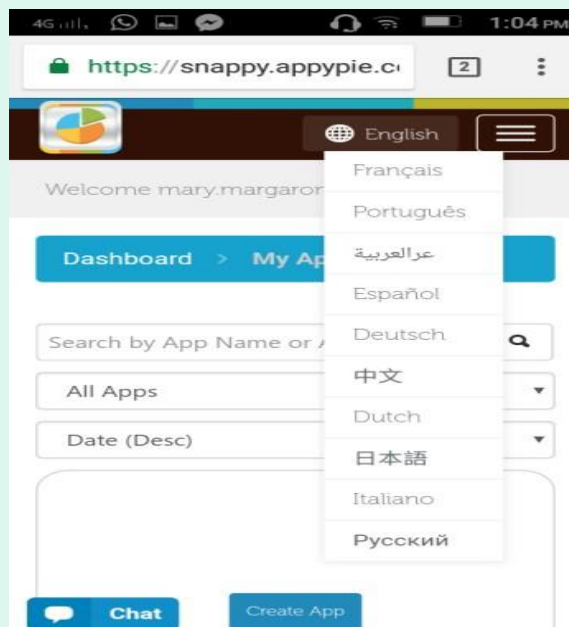 4G 1:04 PM
https://snappy.appypie.c
2
English
Welcome mary.margaron
Dashboard > My Ap
Français
Português
عرالعربية
Español
Deutsch
中文
Dutch
日本語
Italiano
Русский
Search by App Name or
All Apps
Date (Desc)
Chat
Create App